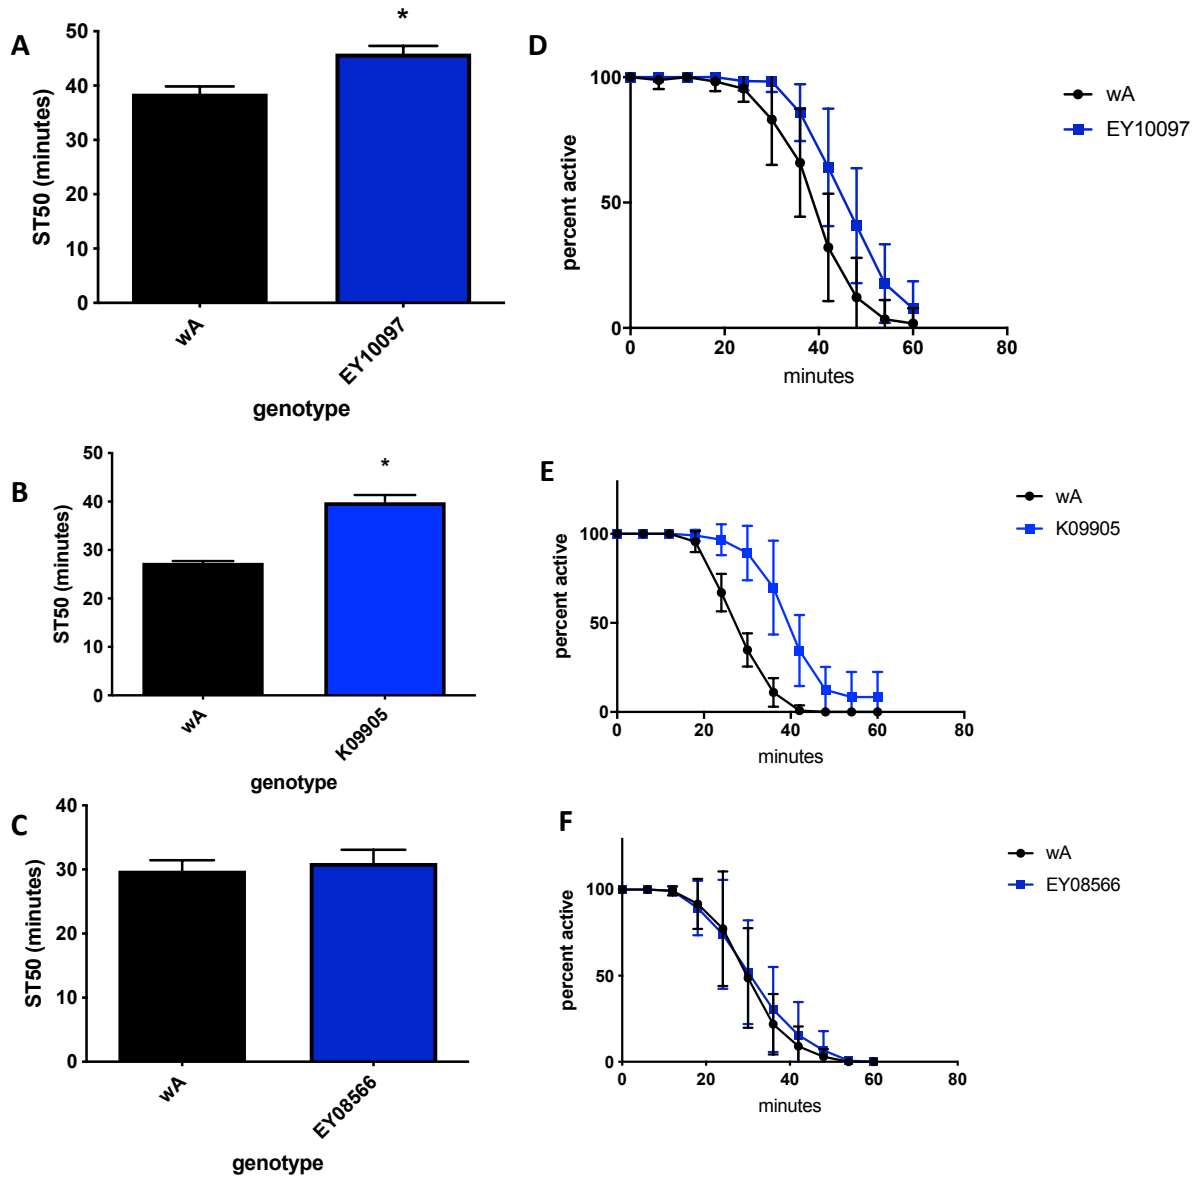 A
*
50
40
30
20
10
0
ST50 (minutes)
wA
EY10097
genotype
D
100
50
0
percent active
0 20 40 60 80
minutes
wA
EY10097
B
*
50
40
30
20
10
0
ST50 (minutes)
wA
K09905
genotype
E
100
50
0
percent active
0 20 40 60 80
minutes
wA
K09905
C
40
30
20
10
0
ST50 (minutes)
wA
EY08566
genotype
F
100
50
0
percent active
0 20 40 60 80
minutes
wA
EY08566